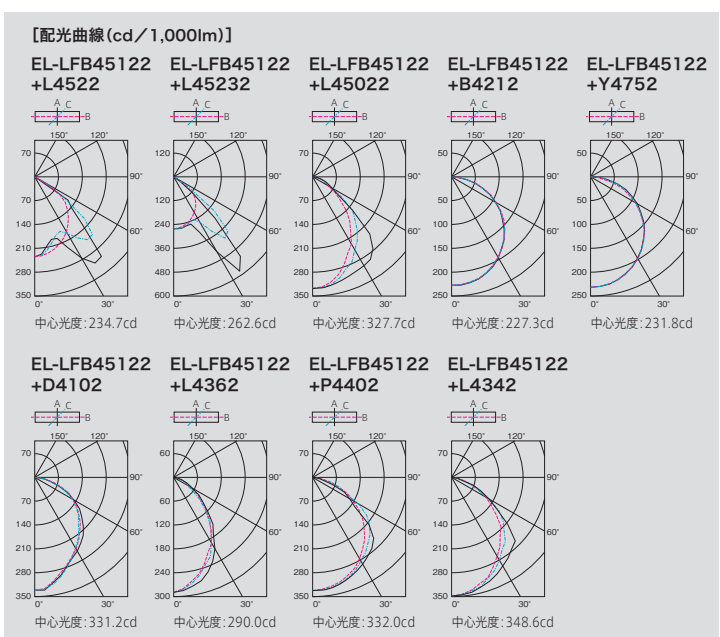 [配光曲線(cd/1,000lm)]
EL-LFB45122
+L4522
A C
B
150° 120°
70
90°
70
140
60°
210
280
350
0° 30°
中心光度:234.7cd
EL-LFB45122
+L45232
A C
B
150° 120°
120
90°
120
240
60°
360
480
600
0° 30°
中心光度:262.6cd
EL-LFB45122
+L45022
A C
B
150° 120°
70
90°
70
140
60°
210
280
350
0° 30°
中心光度:327.7cd
EL-LFB45122
+B4212
A C
B
150° 120°
50
90°
50
100
60°
150
200
250
0° 30°
中心光度:227.3cd
EL-LFB45122
+Y4752
A C
B
150° 120°
50
90°
50
100
60°
150
200
250
0° 30°
中心光度:231.8cd
EL-LFB45122
+D4102
A C
B
150° 120°
70
90°
70
140
60°
210
280
350
0° 30°
中心光度:331.2cd
EL-LFB45122
+L4362
A C
B
150° 120°
60
90°
60
120
60°
180
240
300
0° 30°
中心光度:290.0cd
EL-LFB45122
+P4402
A C
B
150° 120°
70
90°
70
140
60°
210
280
350
0° 30°
中心光度:332.0cd
EL-LFB45122
+L4342
A C
B
150° 120°
70
90°
70
140
60°
210
280
350
0° 30°
中心光度:348.6cd